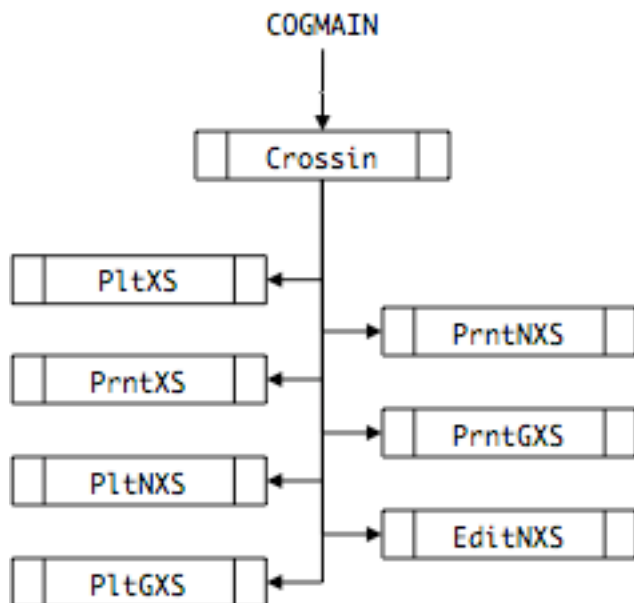 COGMAIN
Crossin
PltXS
PrntNXS
PrntXS
PrntGXS
PltNXS
EditNXS
PltGXS